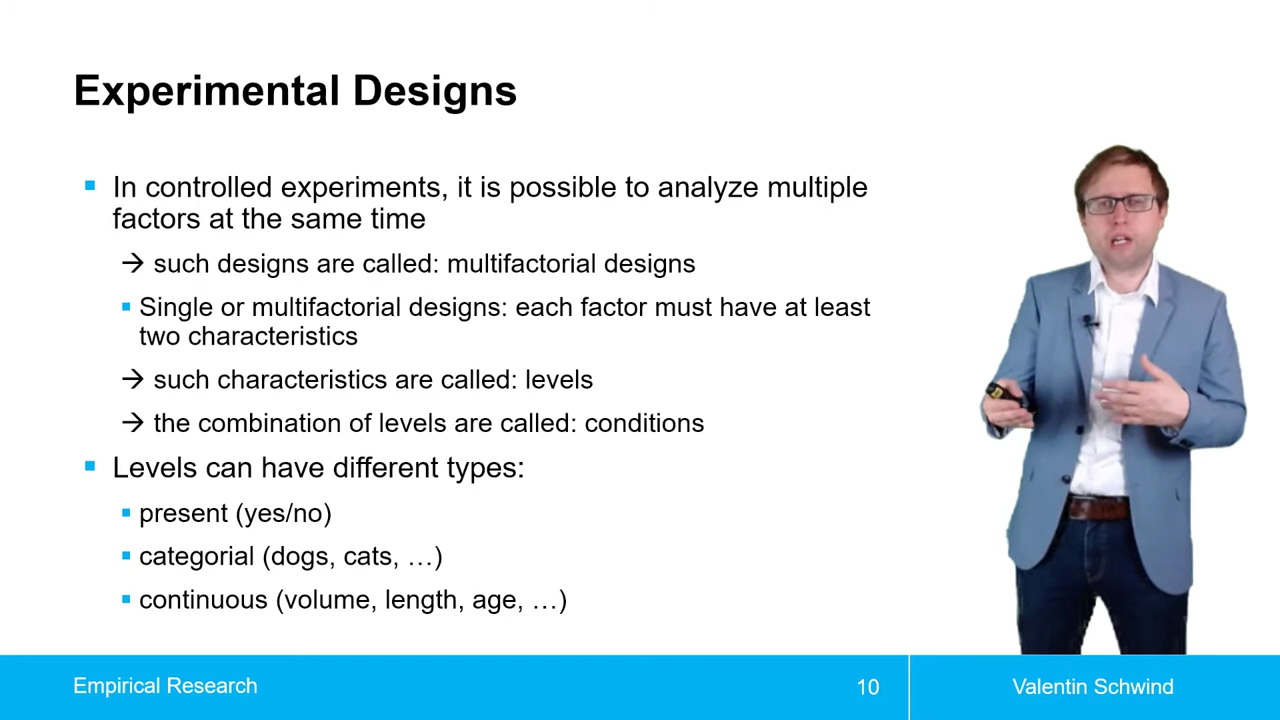 Experimental Designs
In controlled experiments, it is possible to analyze multiple
factors at the same time
→ such designs are called: multifactorial designs
Single or multifactorial designs: each factor must have at least
two characteristics
→ such characteristics are called: levels
→ the combination of levels are called: conditions
Levels can have different types:
present (yes/no)
categorial (dogs, cats, …)
continuous (volume, length, age, …)
Empirical Research
10
Valentin Schwind